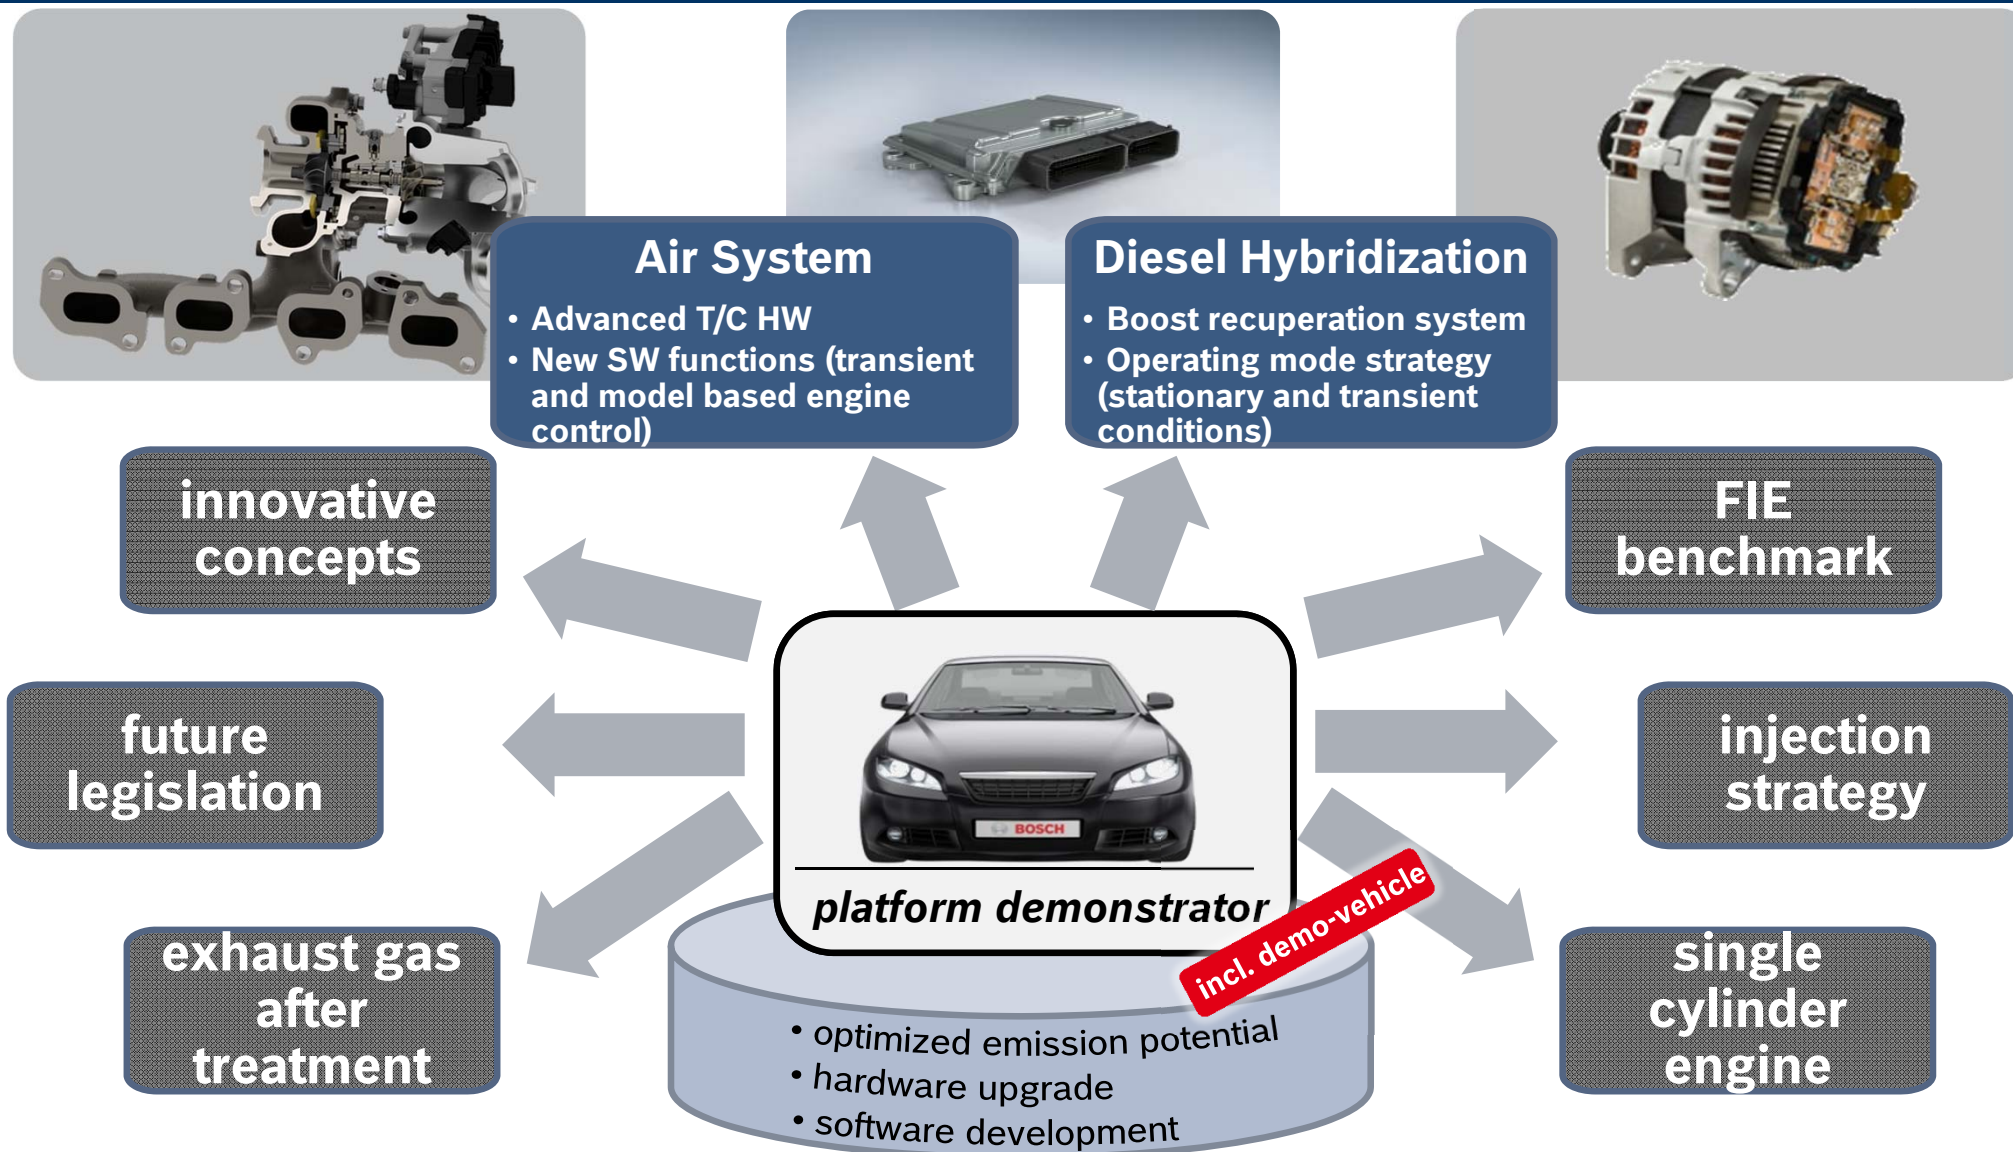 Air System
• Advanced T/C HW
• New SW functions (transient
and model based engine
control)
Diesel Hybridization
• Boost recuperation system
• Operating mode strategy
(stationary and transient
conditions)
innovative
concepts
FIE
benchmark
future
legislation
injection
strategy
exhaust gas
after
treatment
single
cylinder
engine
BOSCH
platform demonstrator
incl. demo-vehicle
• optimized emission potential
• hardware upgrade
• software development